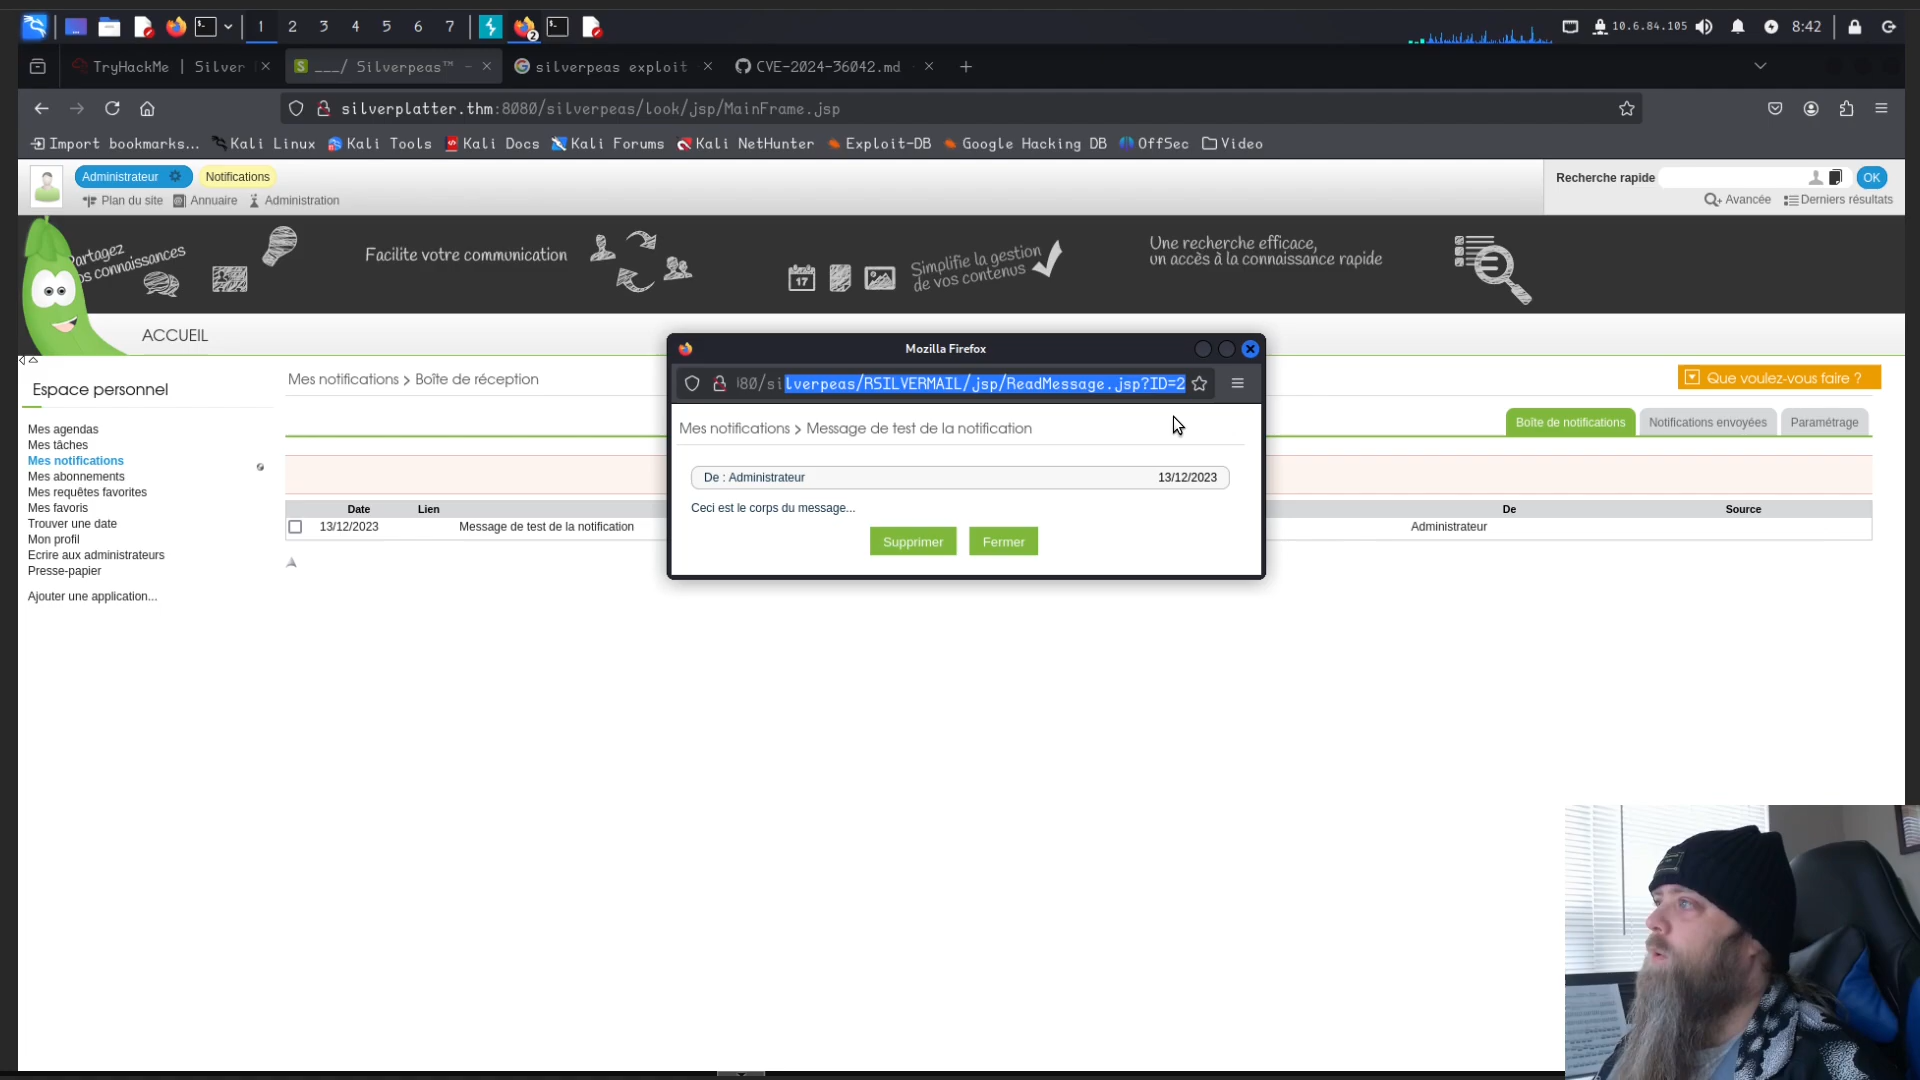 1 2 3 4 5 6 7 2 10.6.84.105 8:42
TryHackMe | Silver
___/ Silverpeas™ -
silverpeas exploit
CVE-2024-36042.md
silverplatter.thm:8080/silverpeas/look/jsp/MainFrame.jsp
Import bookmarks... Kali Linux Kali Tools Kali Docs Kali Forums Kali NetHunter Exploit-DB Google Hacking DB OffSec Video
Administrateur Notifications
Plan du site Annuaire Administration
Recherche rapide OK
Avancée Derniers résultats
Partagez
vos connaissances
Facilite votre communication
17
Simplifie la gestion
de vos contenus
Une recherche efficace,
un accès à la connaissance rapide
ACCUEIL
Espace personnel
Mes agendas
Mes tâches
Mes notifications
Mes abonnements
Mes requêtes favorites
Mes favoris
Trouver une date
Mon profil
Ecrire aux administrateurs
Presse-papier
Ajouter une application...
Mes notifications > Boîte de réception
Que voulez-vous faire ?
Boîte de notifications Notifications envoyées Paramétrage
Date Lien De Source
13/12/2023 Message de test de la notification Administrateur
Mozilla Firefox
80/silverpeas/RSILVERMAIL/jsp/ReadMessage.jsp?ID=2
Mes notifications > Message de test de la notification
De : Administrateur 13/12/2023
Ceci est le corps du message...
Supprimer Fermer